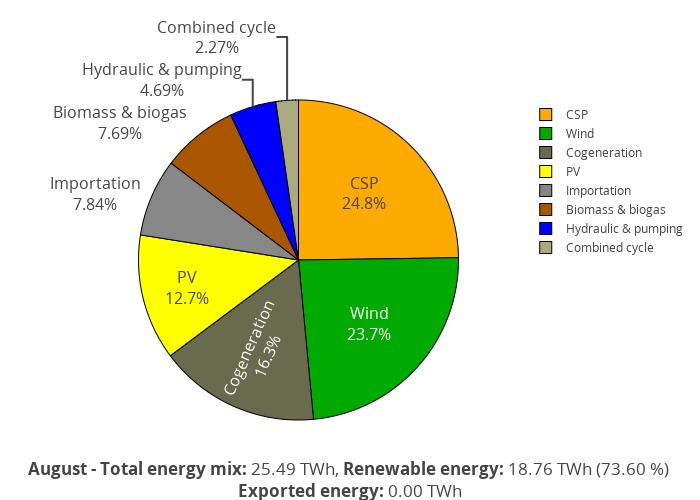 Combined cycle
2.27%
Hydraulic & pumping
4.69%
Biomass & biogas
7.69%
Importation
7.84%
CSP
24.8%
PV
12.7%
Wind
23.7%
Cogeneration
16.3%
CSP
Wind
Cogeneration
PV
Importation
Biomass & biogas
Hydraulic & pumping
Combined cycle
August - Total energy mix: 25.49 TWh, Renewable energy: 18.76 TWh (73.60 %)
Exported energy: 0.00 TWh